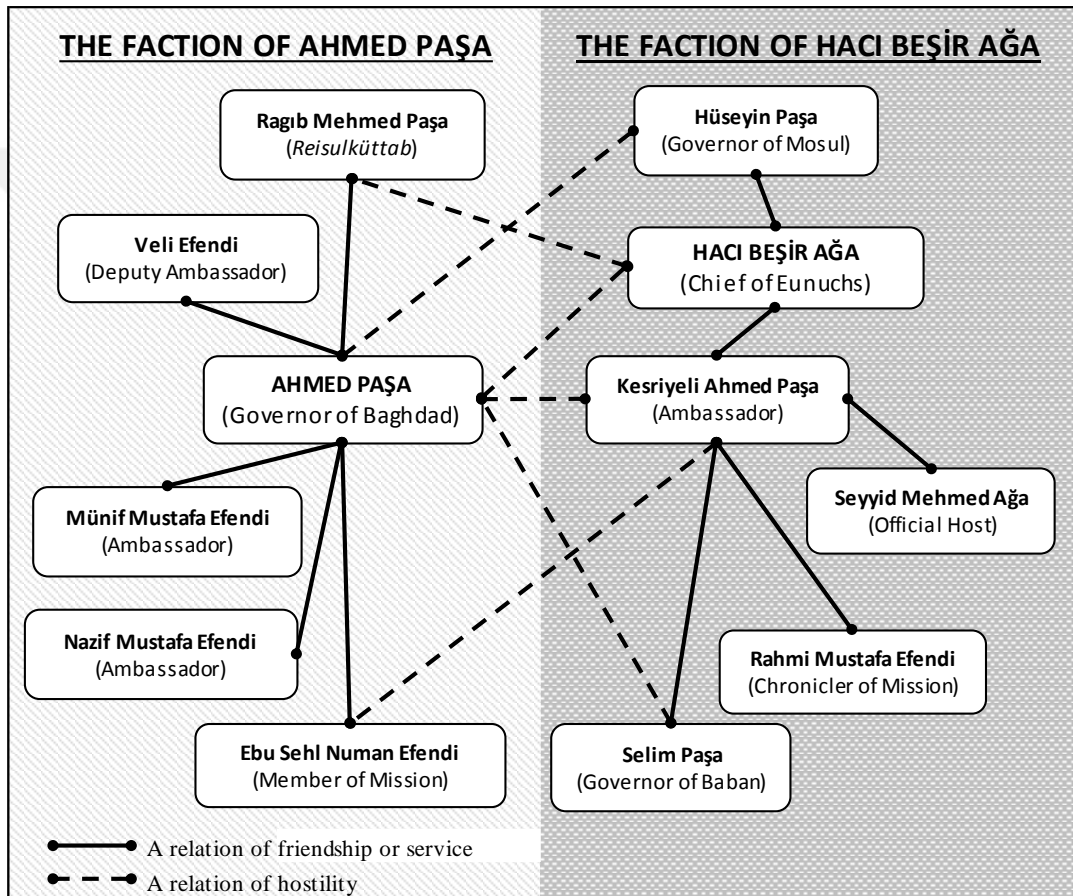 THE FACTION OF AHMED PAŞA
Ragıb Mehmed Paşa
(Reisulküttab)
Veli Efendi
(Deputy Ambassador)
AHMED PAŞA
(Governor of Baghdad)
Münif Mustafa Efendi
(Ambassador)
Nazif Mustafa Efendi
(Ambassador)
Ebu Sehl Numan Efendi
(Member of Mission)
THE FACTION OF HACI BEŞİR AĞA
Hüseyin Paşa
(Governor of Mosul)
HACI BEŞİR AĞA
(Chief of Eunuchs)
Kesriyeli Ahmed Paşa
(Ambassador)
Seyyid Mehmed Ağa
(Official Host)
Rahmi Mustafa Efendi
(Chronicler of Mission)
Selim Paşa
(Governor of Baban)
A relation of friendship or service
A relation of hostility